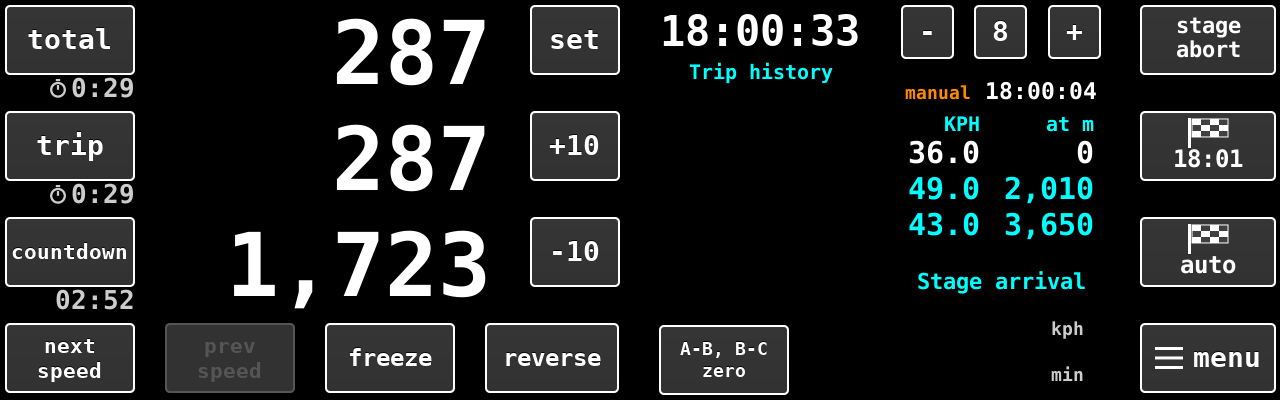 total
287
set
0:29
trip
287
+10
0:29
countdown
1,723
-10
02:52
next
speed
prev
speed
freeze
reverse
18:00:33
Trip history
A-B, B-C
zero
- 8 +
manual 18:00:04
KPH at m
36.0 0
49.0 2,010
43.0 3,650
Stage arrival
kph
min
stage
abort
18:01
auto
menu